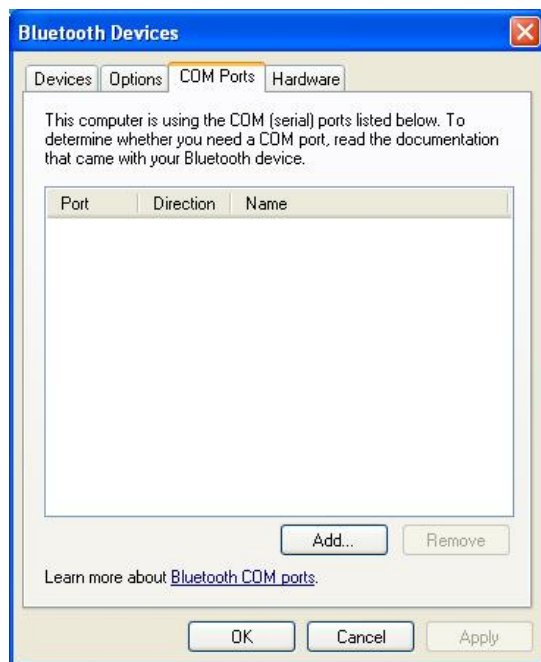 Bluetooth Devices
Devices Options COM Ports Hardware
This computer is using the COM (serial) ports listed below. To
determine whether you need a COM port, read the documentation
that came with your Bluetooth device.
Port Direction Name
Add... Remove
Learn more about Bluetooth COM ports.
OK Cancel Apply